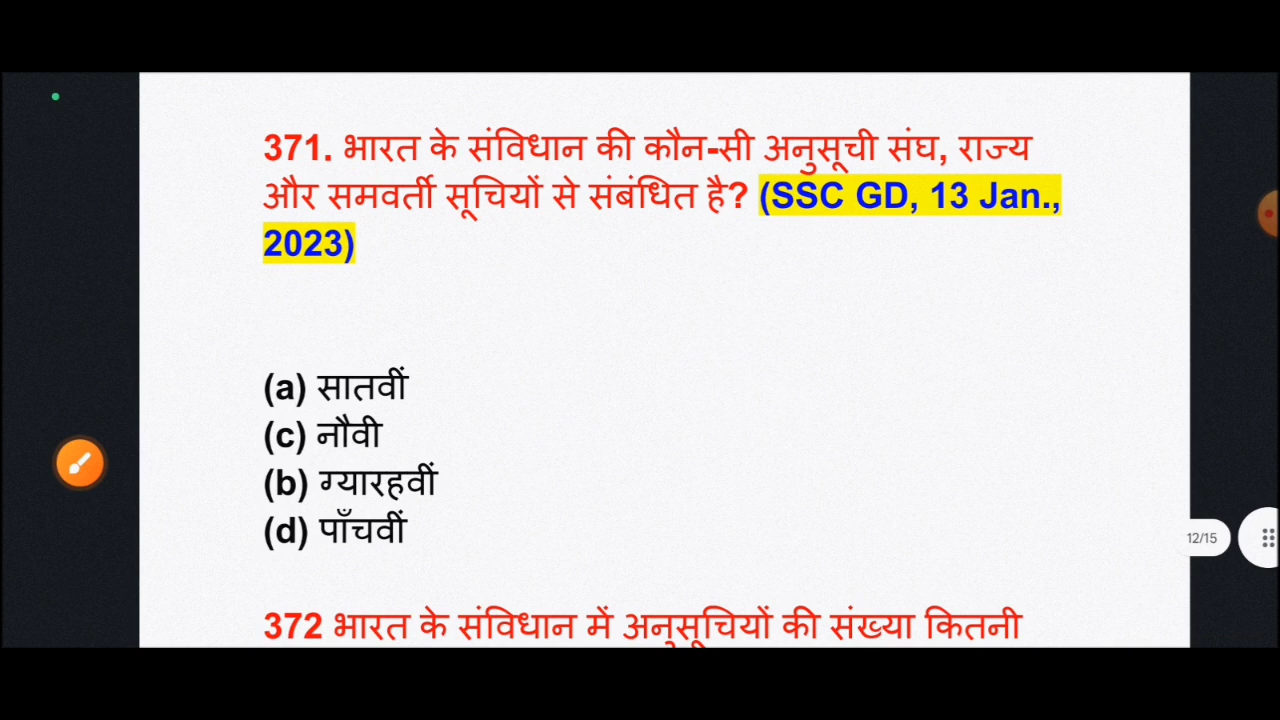 371. भारत के संविधान की कौन-सी अनुसूची संघ, राज्य
और समवर्ती सूचियों से संबंधित है? (SSC GD, 13 Jan.,
2023)
(a) सातवीं
(c) नौवी
(b) ग्यारहवीं
(d) पाँचवीं
12/15
372 भारत के संविधान में अनुसूचियों की संख्या कितनी